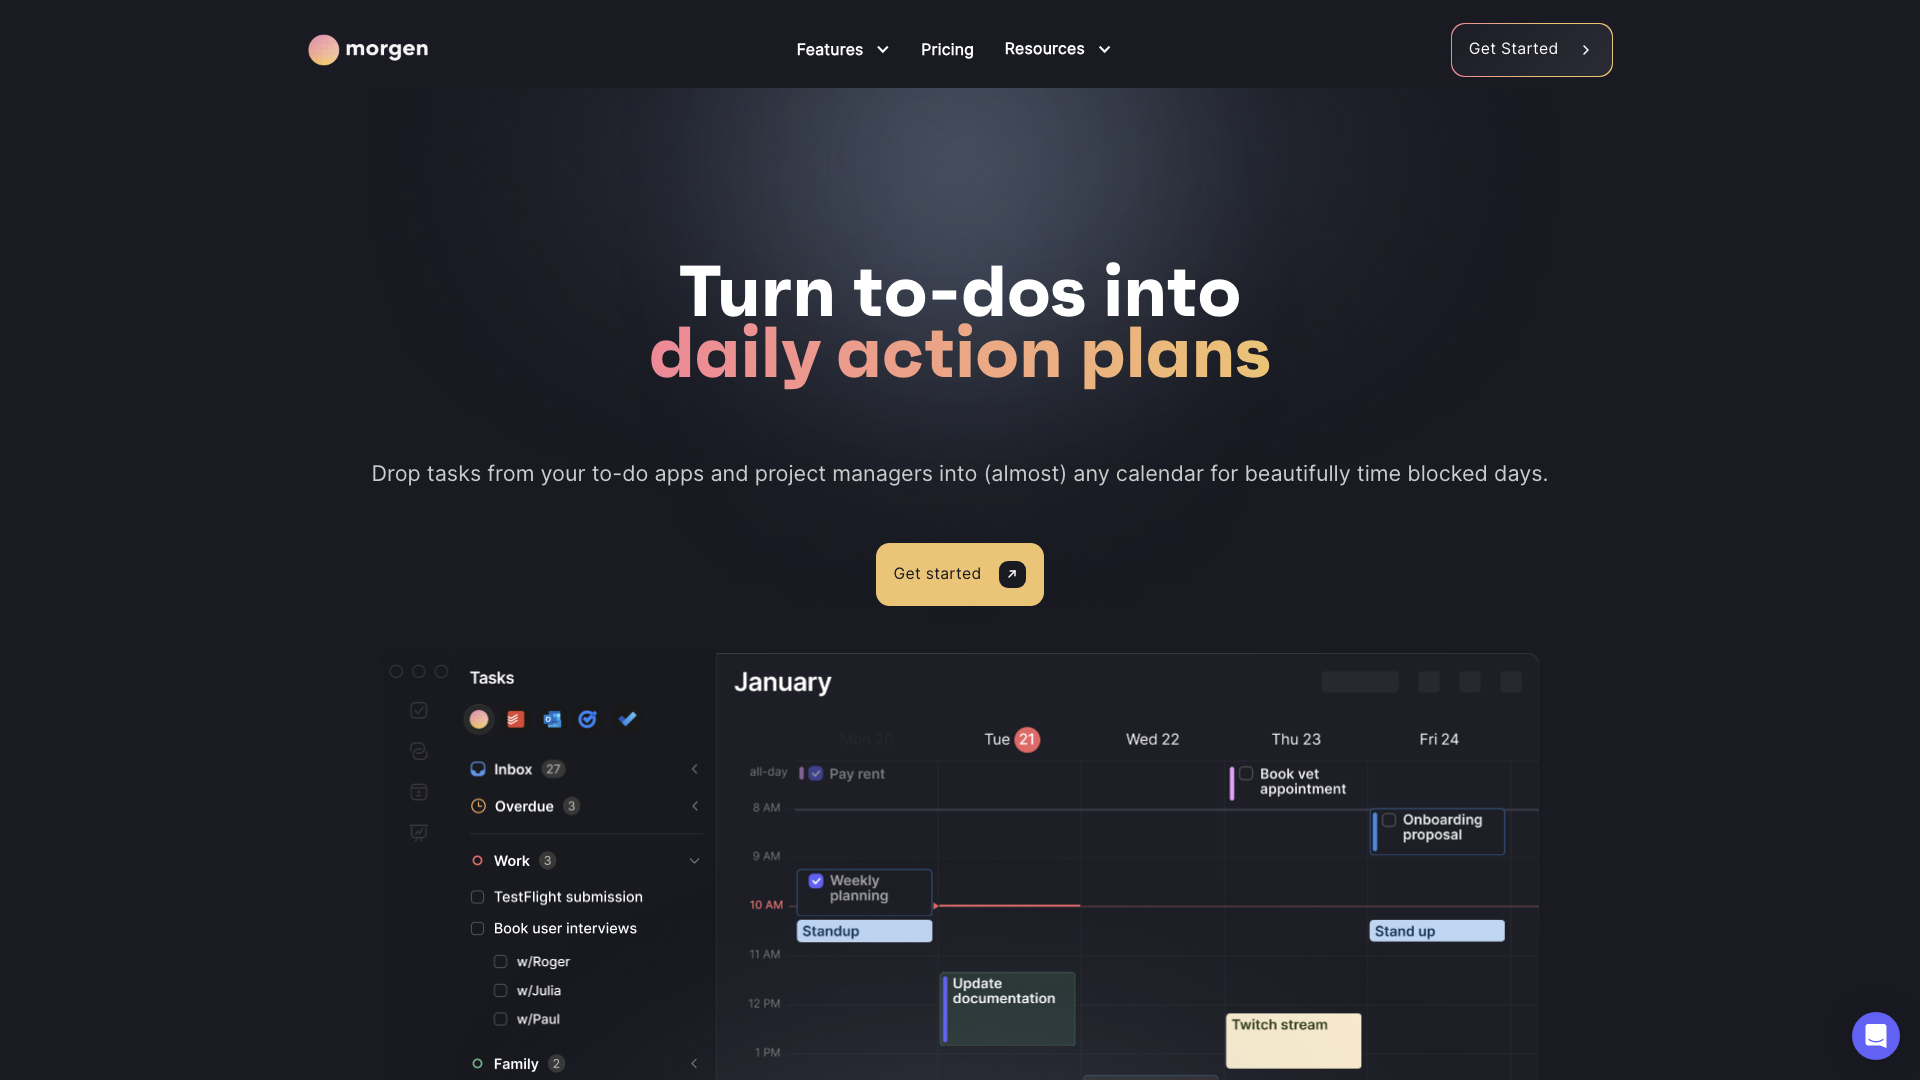 morgen
Features
Pricing
Resources
Get Started
Turn to-dos into
daily action plans
Drop tasks from your to-do apps and project managers into (almost) any calendar for beautifully time blocked days.
Get started
Tasks
Inbox 27
Overdue 3
Work 3
TestFlight submission
Book user interviews
w/Roger
w/Julia
w/Paul
Family 2
January
Mon 20
Tue 21
Wed 22
Thu 23
Fri 24
all-day
Pay rent
Book vet
appointment
8 AM
Onboarding
proposal
9 AM
Weekly
planning
10 AM
Standup
Stand up
11 AM
Update
documentation
12 PM
Twitch stream
1 PM